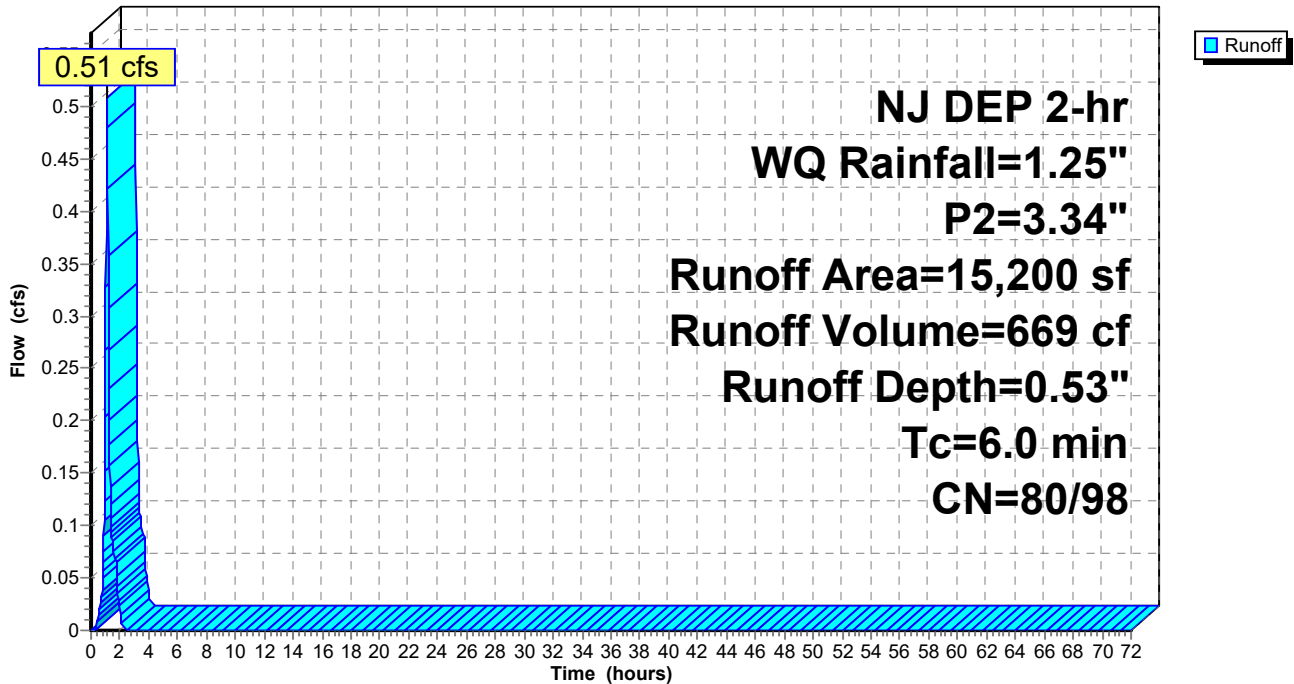 0.51 cfs
Runoff
NJ DEP 2-hr
WQ Rainfall=1.25"
P2=3.34"
Runoff Area=15,200 sf
Runoff Volume=669 cf
Runoff Depth=0.53"
Tc=6.0 min
CN=80/98
Flow (cfs)
0.5
0.45
0.4
0.35
0.3
0.25
0.2
0.15
0.1
0.05
0
0 2 4 6 8 10 12 14 16 18 20 22 24 26 28 30 32 34 36 38 40 42 44 46 48 50 52 54 56 58 60 62 64 66 68 70 72
Time (hours)